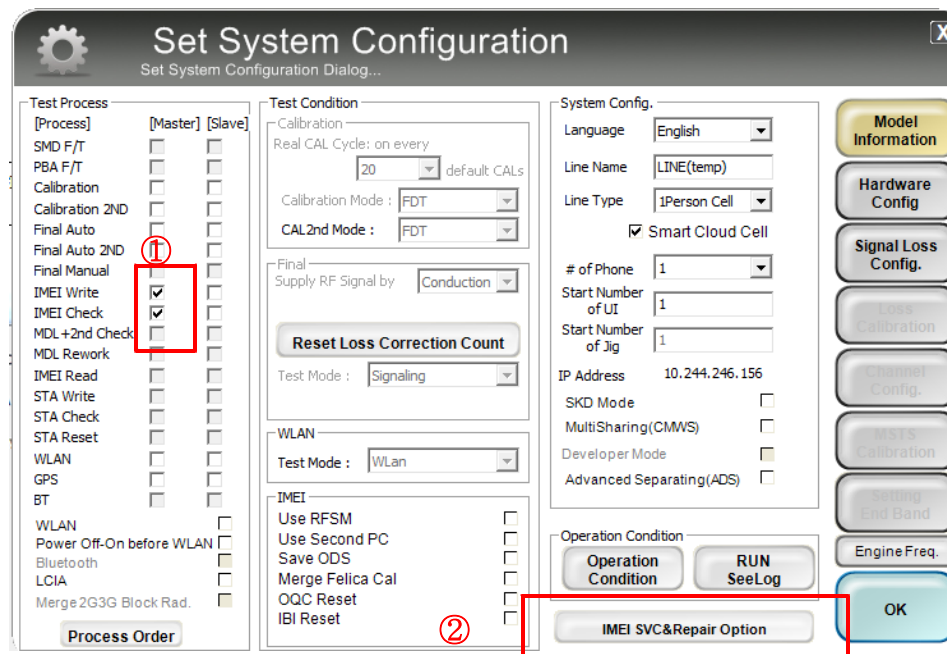 Set System Configuration
Set System Configuration Dialog...
X
Test Process
[Process] [Master] [Slave]
SMD F/T
PBA F/T
Calibration
Calibration 2ND
Final Auto
Final Auto 2ND
①
Final Manual
IMEI Write
IMEI Check
MDL+2nd Check
MDL Rework
IMEI Read
STA Write
STA Check
STA Reset
WLAN
GPS
BT
WLAN
Power Off-On before WLAN
Bluetooth
LCIA
Merge 2G3G Block Rad.
Process Order
Test Condition
Calibration
Real CAL Cycle: on every
20 default CALs
Calibration Mode : FDT
CAL2nd Mode : FDT
Final
Supply RF Signal by Conduction
Reset Loss Correction Count
Test Mode : Signaling
WLAN
Test Mode : WLan
IMEI
Use RFSM
Use Second PC
Save ODS
Merge Felica Cal
OQC Reset
IBI Reset
②
System Config.
Language English
Line Name LINE(temp)
Line Type 1Person Cell
Smart Cloud Cell
# of Phone 1
Start Number
of UI 1
Start Number
of Jig 1
IP Address 10.244.246.156
SKD Mode
MultiSharing(CMWS)
Developer Mode
Advanced Separating(ADS)
Operation Condition
Operation
Condition
RUN
SeeLog
IMEI SVC&Repair Option
Model
Information
Hardware
Config
Signal Loss
Config.
Loss
Calibration
Channel
Config.
MSTS
Calibration
Setting
End Band
Engine Freq.
OK